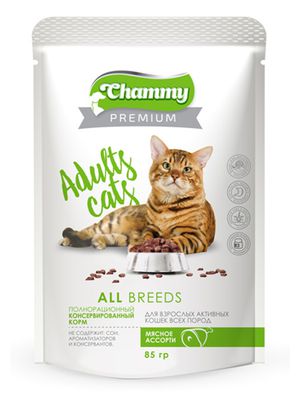 Chammy
PREMIUM
Adults
cats
ALL BREEDS
ПОЛНОРАЦИОННЫЙ
КОНСЕРВИРОВАННЫЙ
КОРМ
НЕ СОДЕРЖИТ: СОИ,
АРОМАТИЗАТОРОВ
И КОНСЕРВАНТОВ.
ДЛЯ ВЗРОСЛЫХ АКТИВНЫХ
КОШЕК ВСЕХ ПОРОД
МЯСНОЕ
АССОРТИ
85 гр